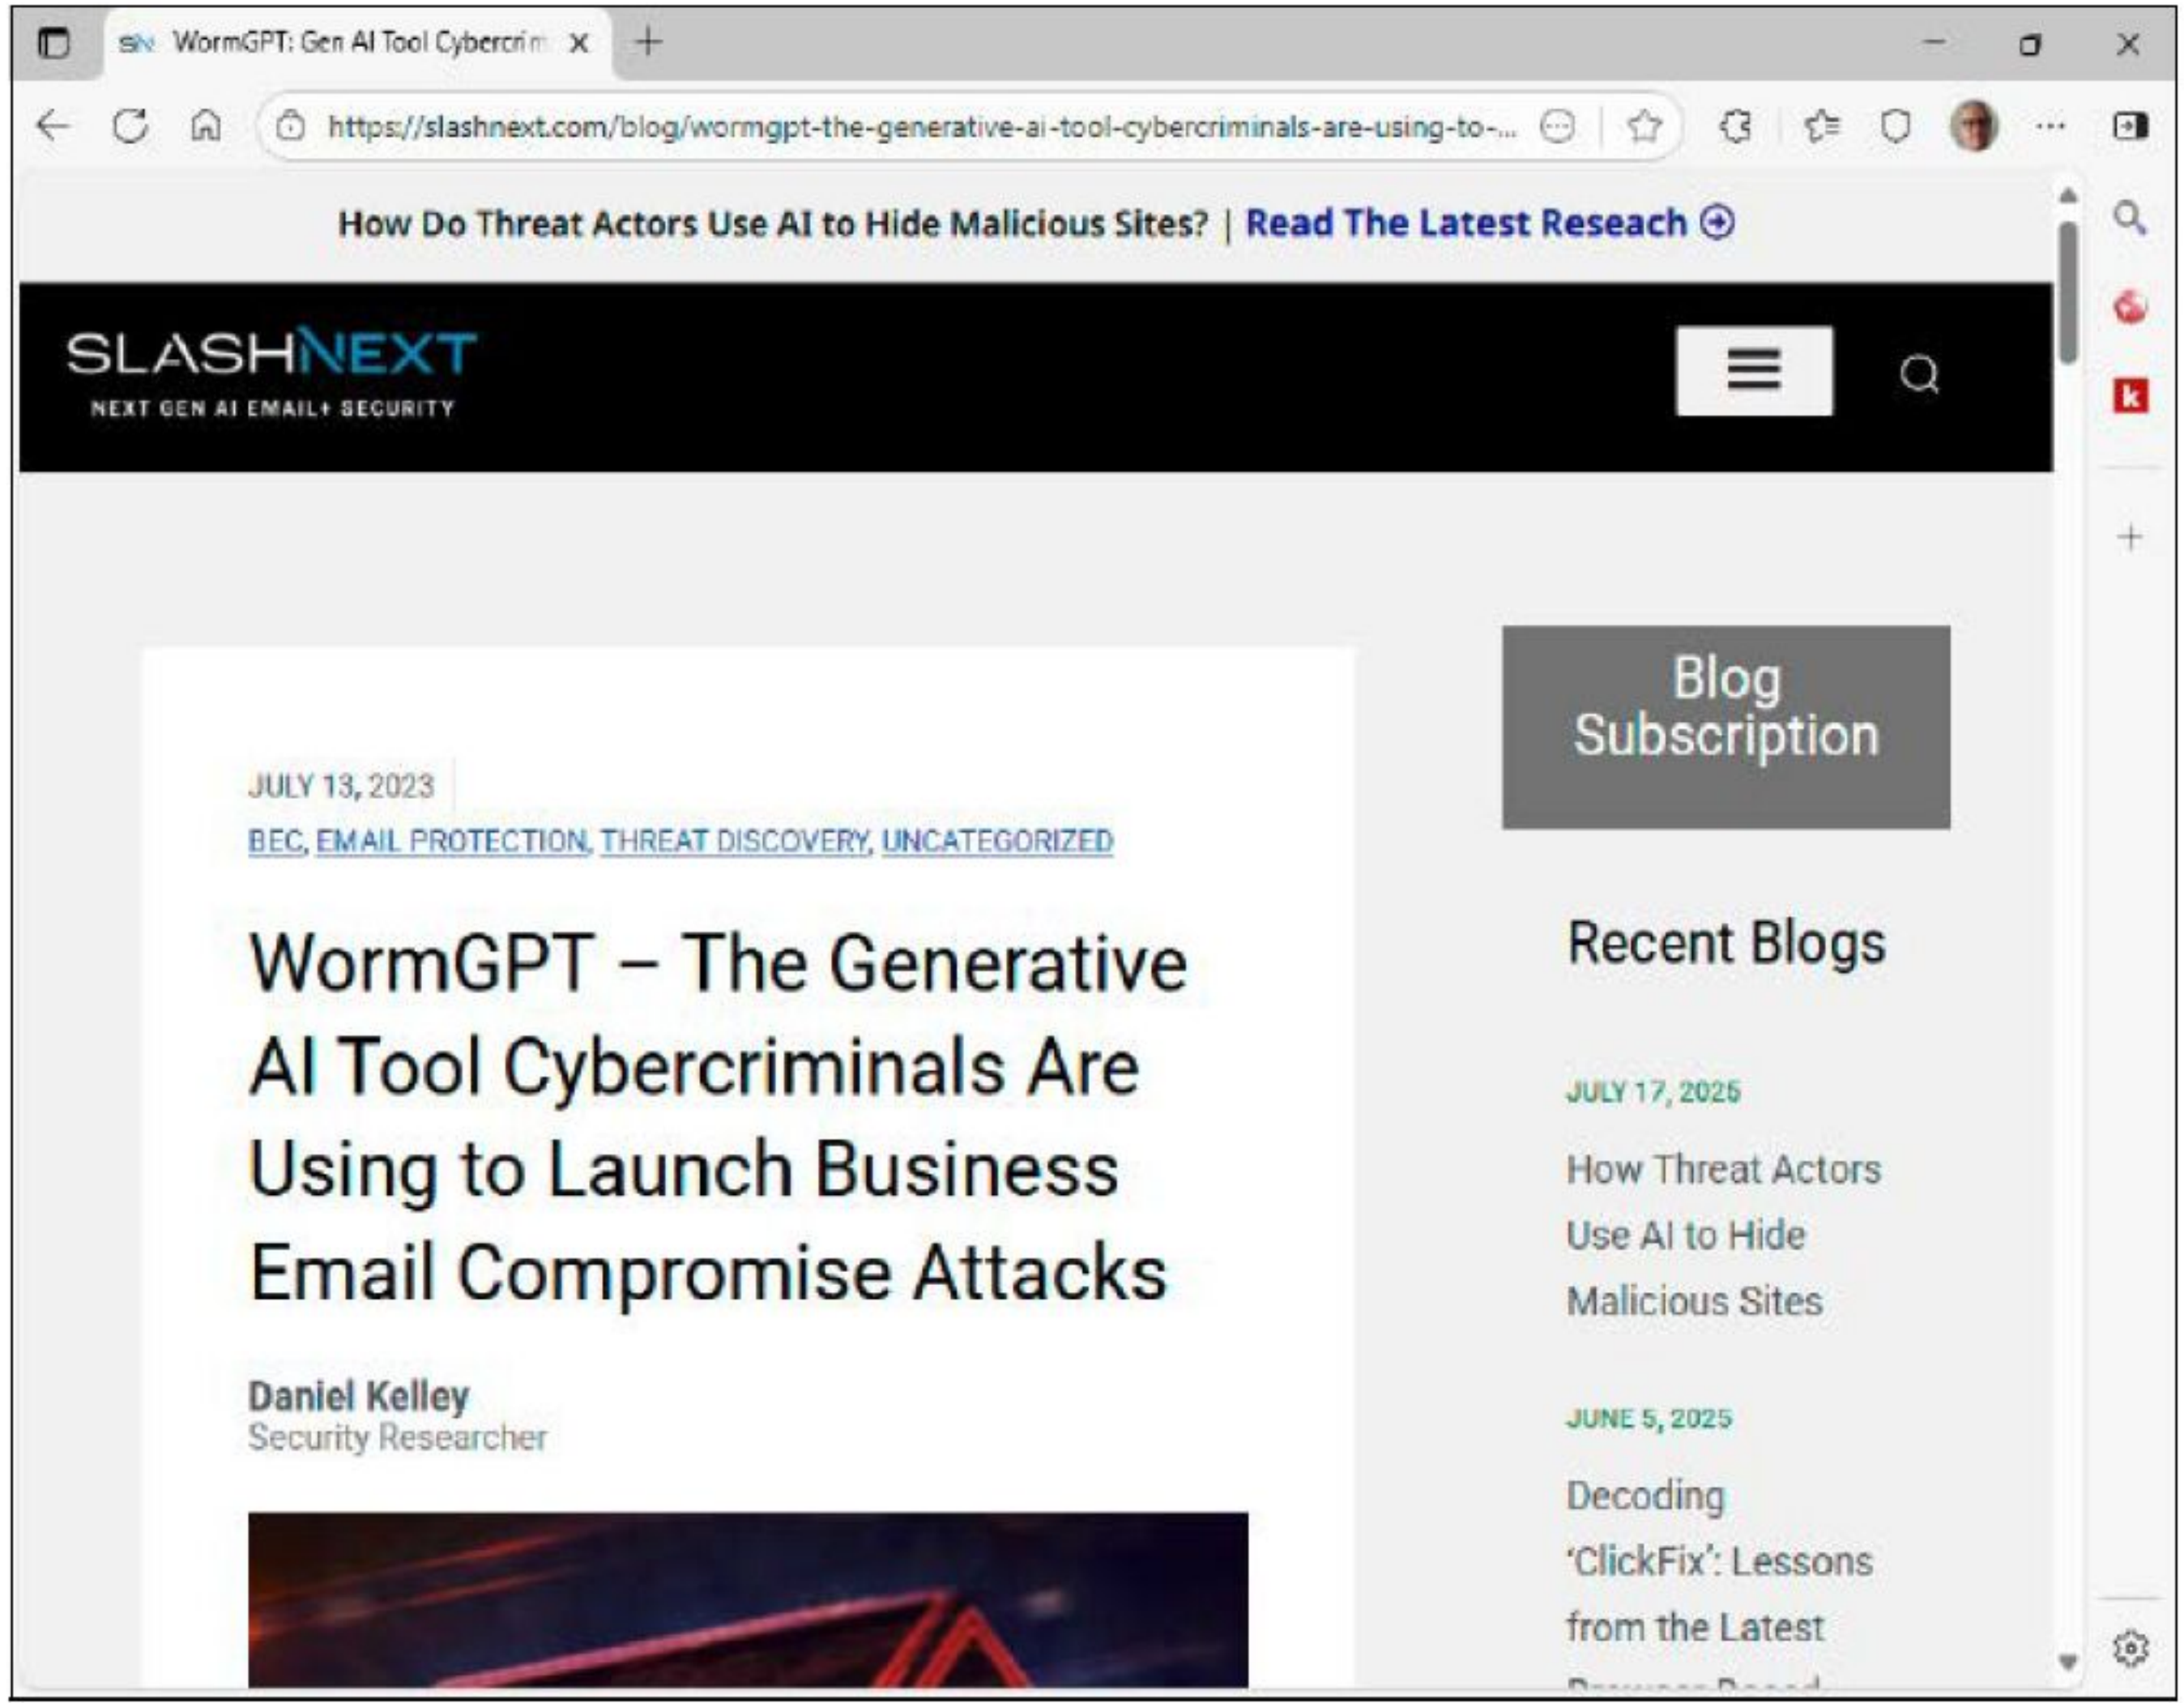 WormGPT: Gen AI Tool Cybercrim
https://slashnext.com/blog/wormgpt-the-generative-ai-tool-cybercriminals-are-using-to-...
How Do Threat Actors Use AI to Hide Malicious Sites? | Read The Latest Reseach
SLASHNEXT
NEXT GEN AI EMAIL+ SECURITY
k
JULY 13, 2023
BEC, EMAIL PROTECTION, THREAT DISCOVERY, UNCATEGORIZED
WormGPT – The Generative
AI Tool Cybercriminals Are
Using to Launch Business
Email Compromise Attacks
Daniel Kelley
Security Researcher
Blog
Subscription
Recent Blogs
JULY 17, 2025
How Threat Actors
Use AI to Hide
Malicious Sites
JUNE 5, 2025
Decoding
‘ClickFix’: Lessons
from the Latest